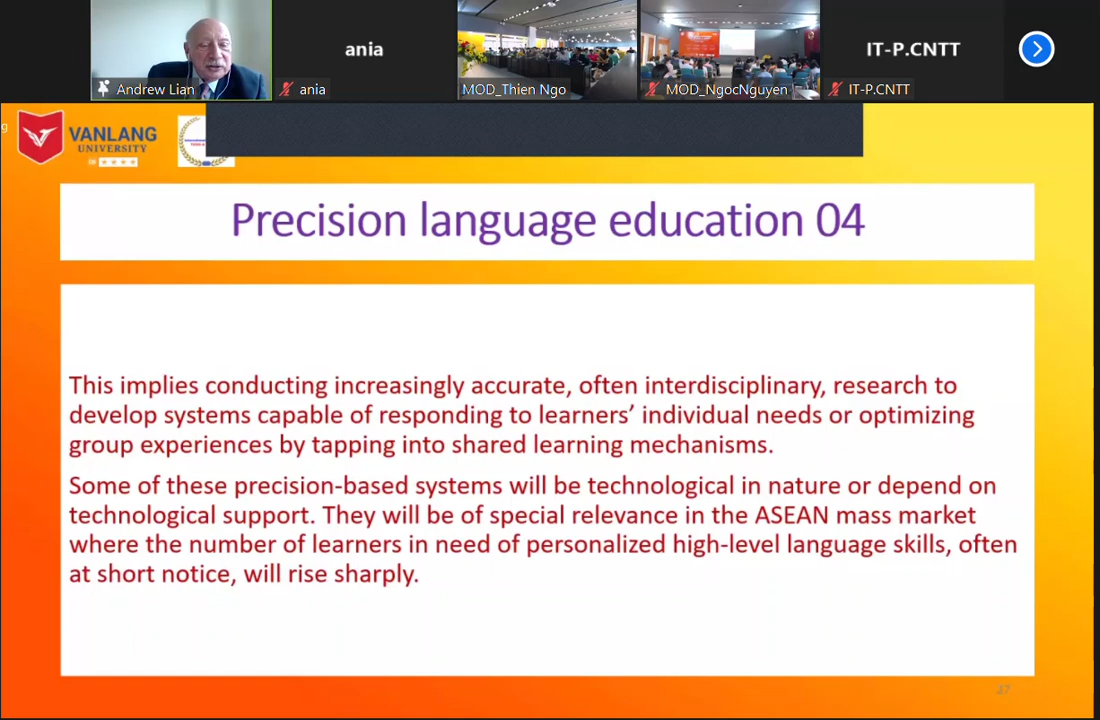 ania
IT-P.CNTT
Andrew Lian
ania
MOD_Thien Ngo
MOD_NgocNguyen
IT-P.CNTT
g
VANLANG
UNIVERSITY
Precision language education 04
This implies conducting increasingly accurate, often interdisciplinary, research to
develop systems capable of responding to learners’ individual needs or optimizing
group experiences by tapping into shared learning mechanisms.
Some of these precision-based systems will be technological in nature or depend on
technological support. They will be of special relevance in the ASEAN mass market
where the number of learners in need of personalized high-level language skills, often
at short notice, will rise sharply.